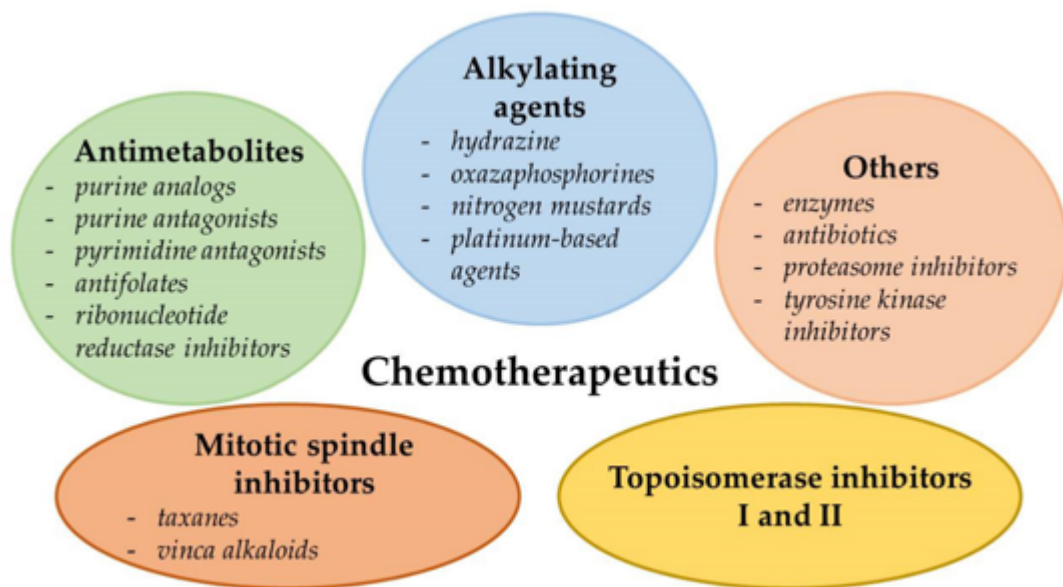 Alkylating
agents
- hydrazine
- oxazaphosphorines
- nitrogen mustards
- platinum-based
agents
Antimetabolites
- purine analogs
- purine antagonists
- pyrimidine antagonists
- antifolates
- ribonucleotide
reductase inhibitors
Others
- enzymes
- antibiotics
- proteasome inhibitors
- tyrosine kinase
inhibitors
Chemotherapeutics
Mitotic spindle
inhibitors
- taxanes
- vinca alkaloids
Topoisomerase inhibitors
I and II